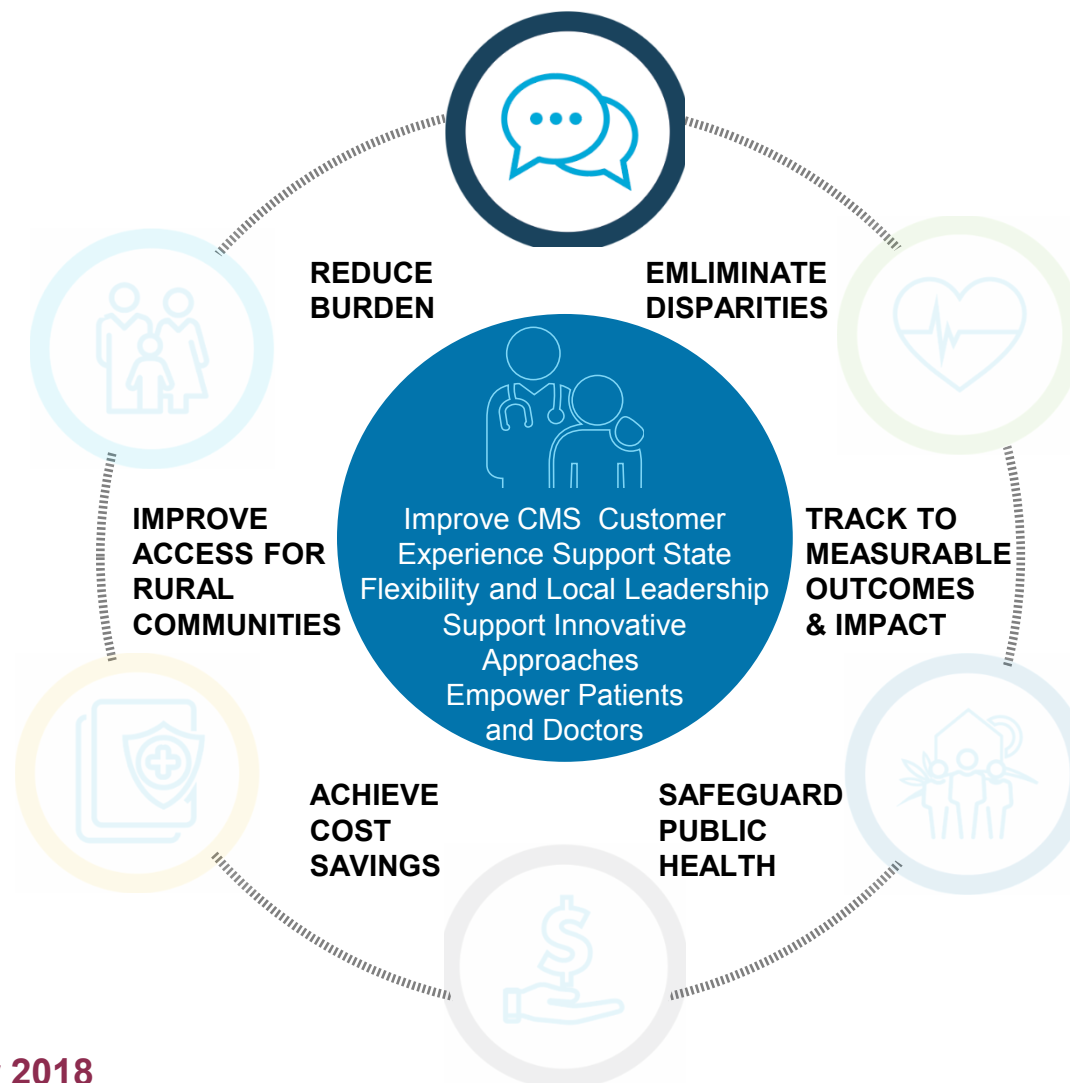 REDUCE
BURDEN
EMLIMINATE
DISPARITIES
IMPROVE
ACCESS FOR
RURAL
COMMUNITIES
Improve CMS  Customer
Experience Support State
Flexibility and Local Leadership
Support Innovative
Approaches
Empower Patients
and Doctors
TRACK TO
MEASURABLE
OUTCOMES
& IMPACT
ACHIEVE
COST
SAVINGS
SAFEGUARD
PUBLIC
HEALTH
$
2018